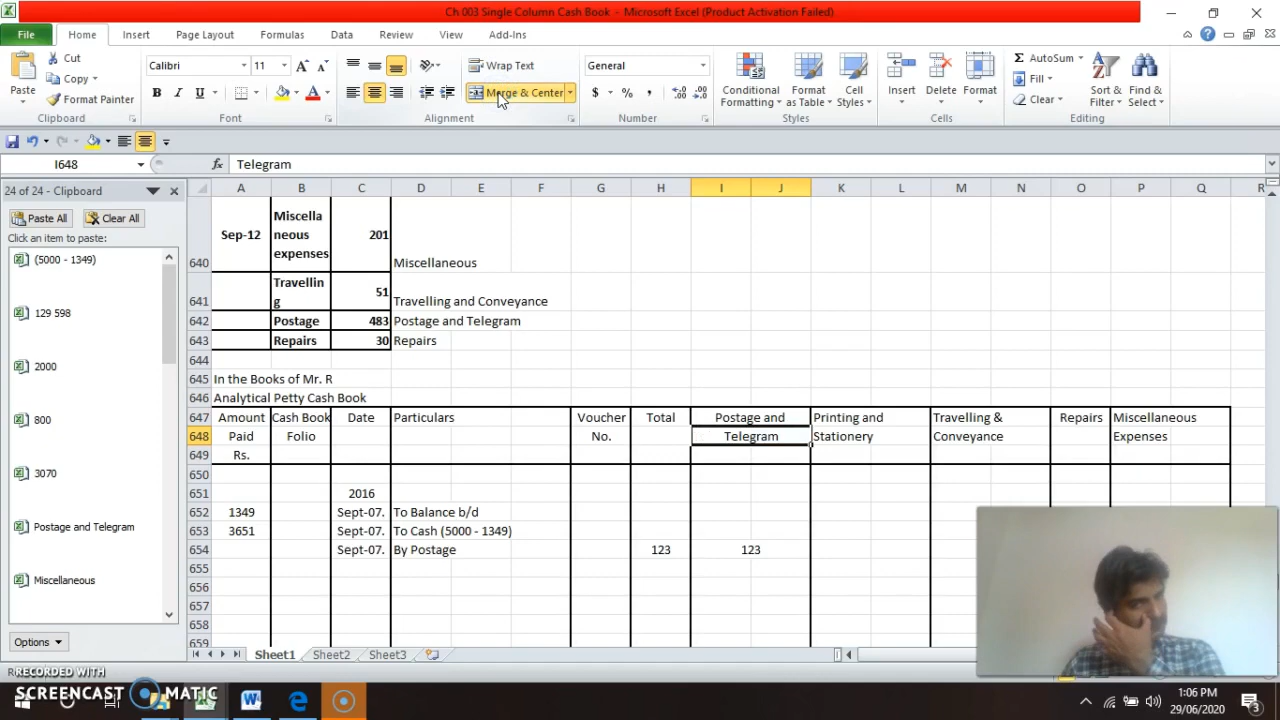 Ch 003 Single Column Cash Book - Microsoft Excel (Product Activation Failed)
File Home Insert Page Layout Formulas Data Review View Add-Ins
Cut
Copy
Format Painter
Paste
Clipboard
Calibri 11
B I U
Font
Wrap Text
Merge & Center
Alignment
General
$ % ,
Number
Conditional Formatting
Format as Table
Cell Styles
Styles
Insert Delete Format
Cells
AutoSum
Fill
Clear
Sort & Filter
Find & Select
Editing
I648 fx Telegram
24 of 24 - Clipboard
Paste All Clear All
Click an item to paste:
(5000 - 1349)
129 598
2000
800
3070
Postage and Telegram
Miscellaneous
Options
A B C D E F G H I J K L M N O P Q R
640 Sep-12 Miscellaneous expenses 201 Miscellaneous
641 Travelling 51 Travelling and Conveyance
642 Postage 483 Postage and Telegram
643 Repairs 30 Repairs
644
645 In the Books of Mr. R
646 Analytical Petty Cash Book
647 Amount Cash Book Date Particulars Voucher Total Postage and Printing and Travelling & Repairs Miscellaneous
648 Paid Folio No. Telegram Stationery Conveyance Expenses
649 Rs.
650
651 2016
652 1349 Sept-07. To Balance b/d
653 3651 Sept-07. To Cash (5000 - 1349)
654 Sept-07. By Postage 123 123
655
656
657
658
659
Sheet1 Sheet2 Sheet3
RECORDED WITH
SCREENCAST MATIC
1:06 PM
29/06/2020
3